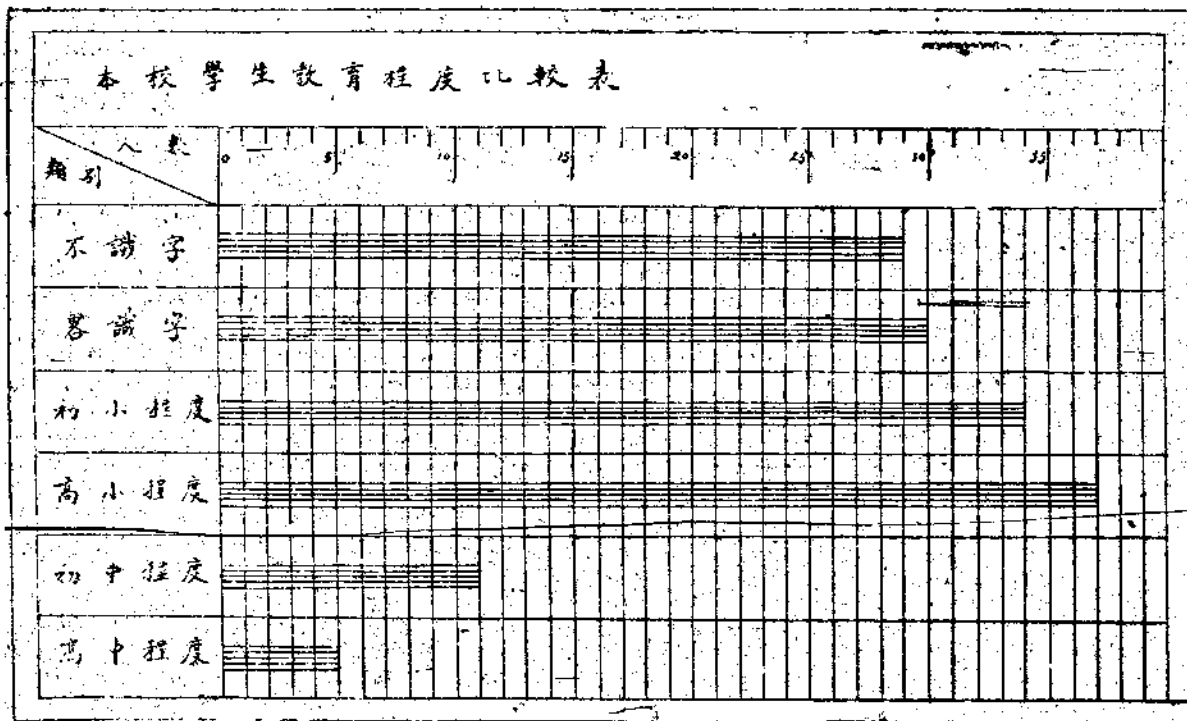 本校學生教育程度比較表
人數
類別
0 5 10 15 20 25 30 35
不識字
畧識字
初小程度
高小程度
初中程度
高中程度